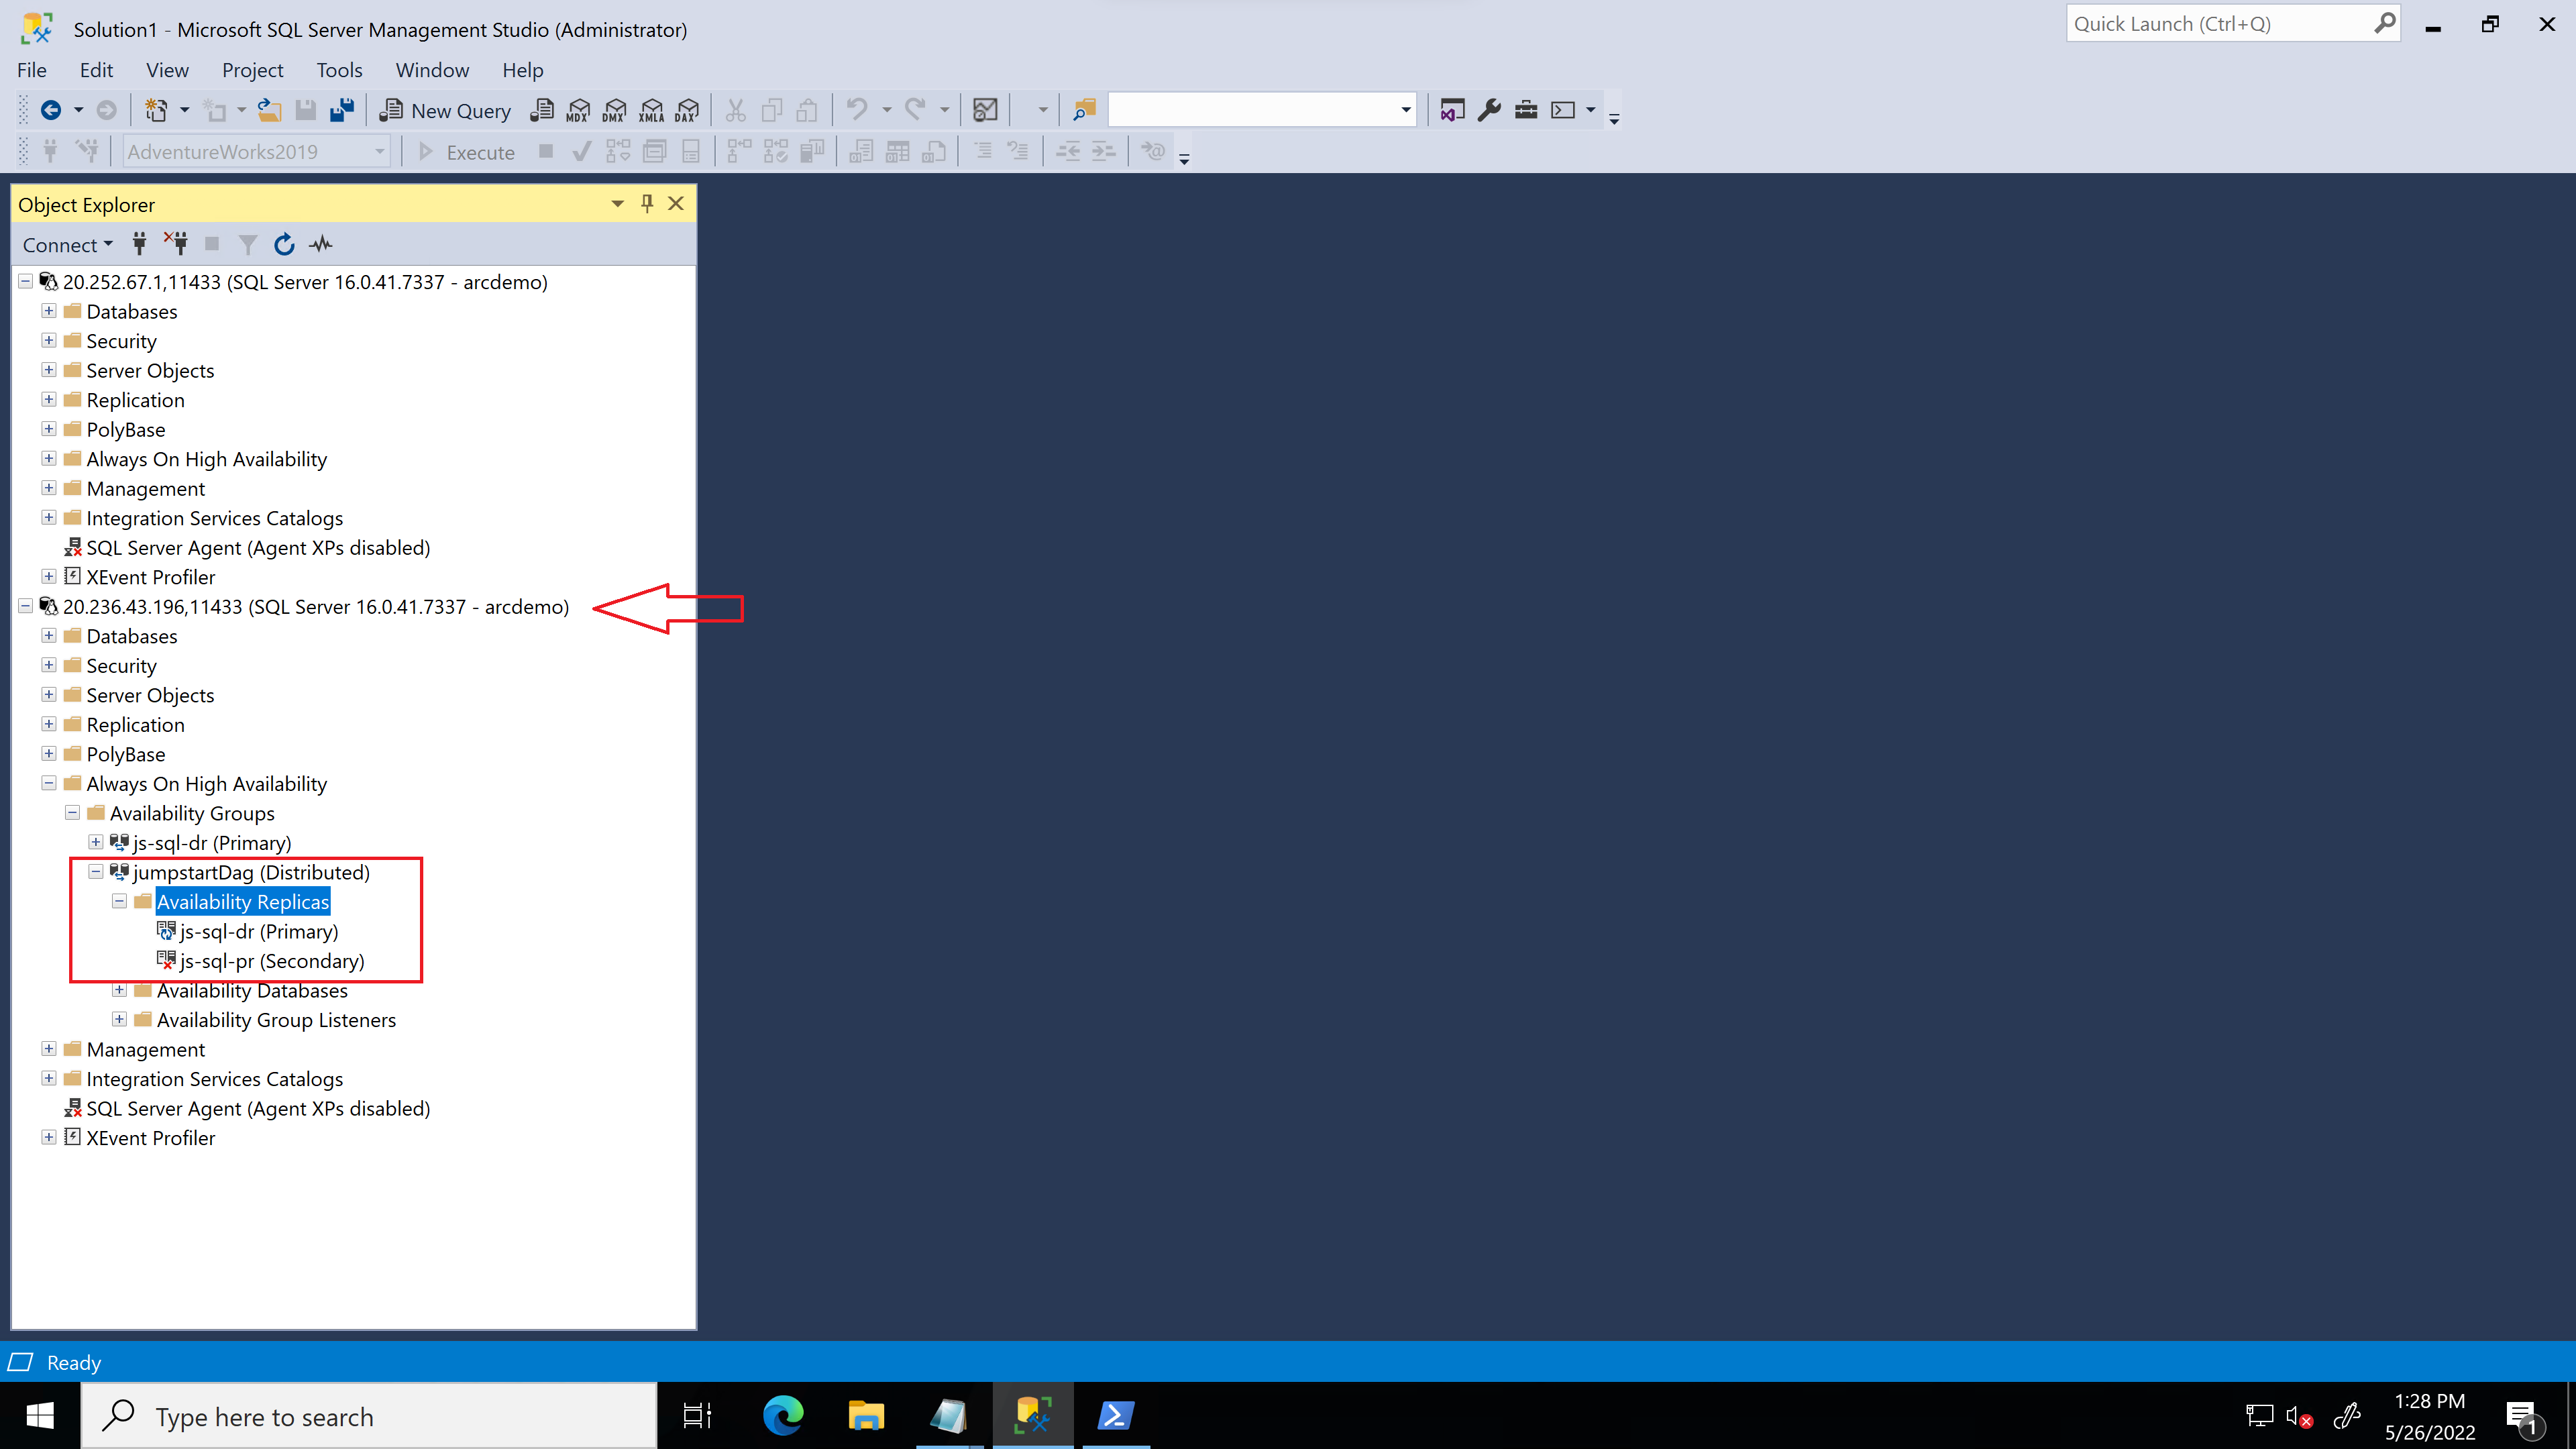 Solution1 - Microsoft SQL Server Management Studio (Administrator)
Quick Launch (Ctrl+Q)
File Edit View Project Tools Window Help
New Query MDX DMX XMLA DAX
AdventureWorks2019 Execute
Object Explorer
Connect
20.252.67.1,11433 (SQL Server 16.0.41.7337 - arcdemo)
Databases
Security
Server Objects
Replication
PolyBase
Always On High Availability
Management
Integration Services Catalogs
SQL Server Agent (Agent XPs disabled)
XEvent Profiler
20.236.43.196,11433 (SQL Server 16.0.41.7337 - arcdemo)
Databases
Security
Server Objects
Replication
PolyBase
Always On High Availability
Availability Groups
js-sql-dr (Primary)
jumpstartDag (Distributed)
Availability Replicas
js-sql-dr (Primary)
js-sql-pr (Secondary)
Availability Databases
Availability Group Listeners
Management
Integration Services Catalogs
SQL Server Agent (Agent XPs disabled)
XEvent Profiler
Ready
Type here to search
1:28 PM
5/26/2022
1